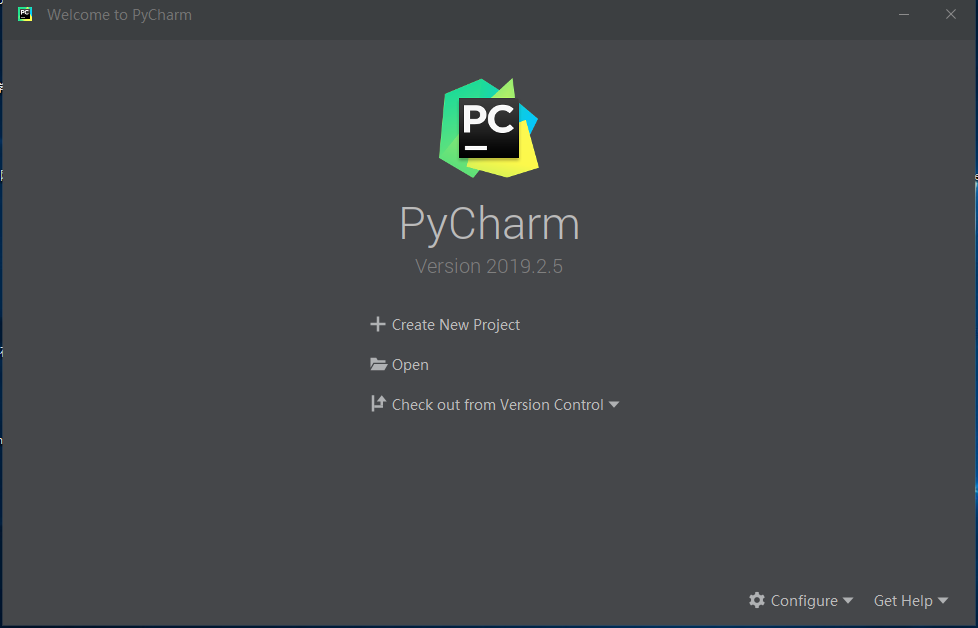 Welcome to PyCharm
PC
PyCharm
Version 2019.2.5
Create New Project
Open
Check out from Version Control
Configure
Get Help